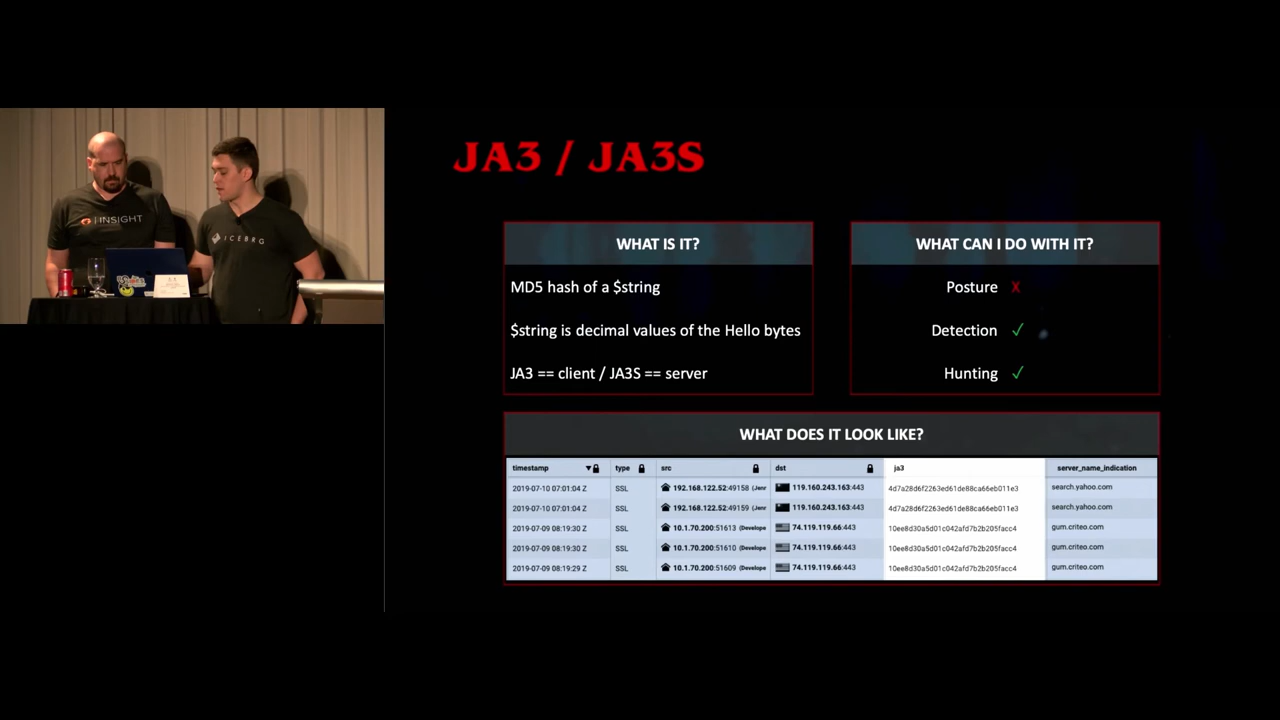 JA3 / JA3S
INSIGHT
ICEBRG
WHAT IS IT?
MD5 hash of a $string
$string is decimal values of the Hello bytes
JA3 == client / JA3S == server
WHAT CAN I DO WITH IT?
Posture X
Detection ✓
Hunting ✓
WHAT DOES IT LOOK LIKE?
timestamp type src dst ja3 server_name_indication
2019-07-10 07:01:04 Z SSL 192.168.122.52:49158 (Jenr 119.160.243.163:443 4d7a28d6f2263ed61de88ca66eb011e3 search.yahoo.com
2019-07-10 07:01:04 Z SSL 192.168.122.52:49159 (Jenr 119.160.243.163:443 4d7a28d6f2263ed61de88ca66eb011e3 search.yahoo.com
2019-07-09 08:19:30 Z SSL 10.1.70.200:51613 (Develope 74.119.119.66:443 10ee8d30a5d01c042afd7b2b205facc4 gum.criteo.com
2019-07-09 08:19:30 Z SSL 10.1.70.200:51610 (Develope 74.119.119.66:443 10ee8d30a5d01c042afd7b2b205facc4 gum.criteo.com
2019-07-09 08:19:29 Z SSL 10.1.70.200:51609 (Develope 74.119.119.66:443 10ee8d30a5d01c042afd7b2b205facc4 gum.criteo.com